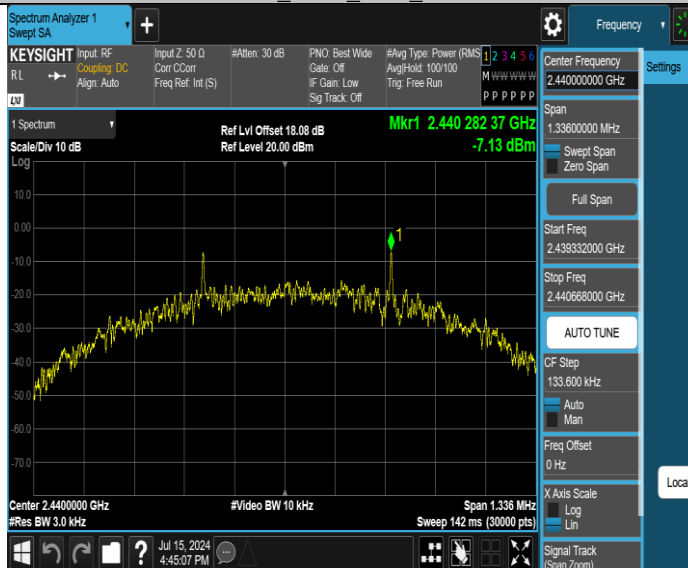 Spectrum Analyzer 1
Swept SA
+
Frequency
KEYSIGHT
RL
LXI
Input: RF
Coupling: DC
Align: Auto
Input Z: 50 Ω
Corr CCorr
Freq Ref: Int (S)
#Atten: 30 dB
PNO: Best Wide
Gate: Off
IF Gain: Low
Sig Track: Off
#Avg Type: Power (RMS
Avg|Hold: 100/100
Trig: Free Run
1 2 3 4 5 6
M W W W W W
P P P P P P
1 Spectrum
Scale/Div 10 dB
Ref Lvl Offset 18.08 dB
Ref Level 20.00 dBm
Mkr1 2.440 282 37 GHz
-7.13 dBm
Log
10.0
0.00
-10.0
-20.0
-30.0
-40.0
-50.0
-60.0
-70.0
1
Center 2.4400000 GHz
#Res BW 3.0 kHz
#Video BW 10 kHz
Span 1.336 MHz
Sweep 142 ms (30000 pts)
?
Jul 15, 2024
4:45:07 PM
Center Frequency
2.440000000 GHz
Span
1.33600000 MHz
Swept Span
Zero Span
Full Span
Start Freq
2.439332000 GHz
Stop Freq
2.440668000 GHz
AUTO TUNE
CF Step
133.600 kHz
Auto
Man
Freq Offset
0 Hz
X Axis Scale
Log
Lin
Signal Track
(Span Zoom)
Settings
Loca